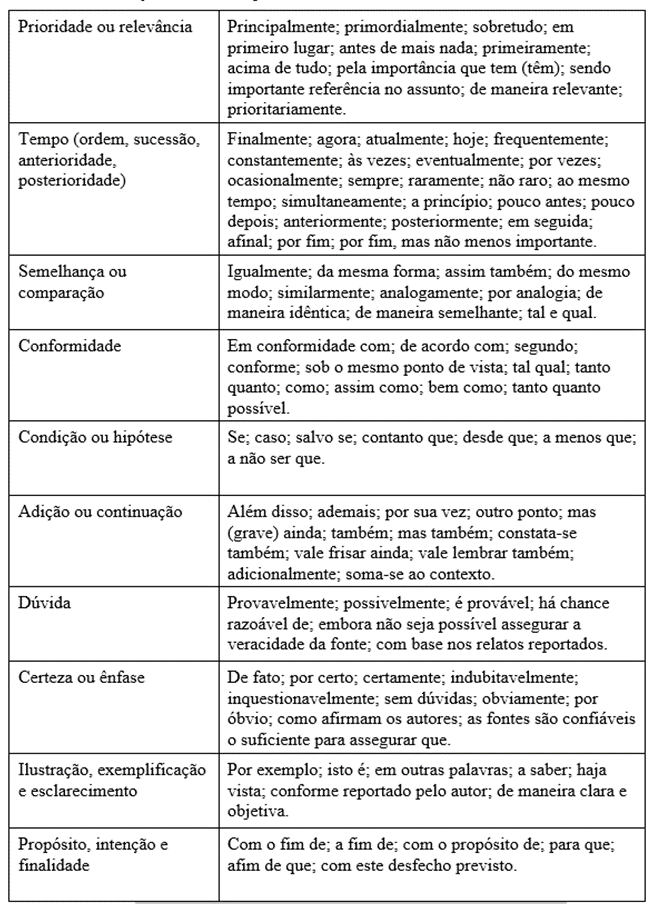 Prioridade ou relevância
Principalmente; primordialmente; sobretudo; em
primeiro lugar; antes de mais nada; primeiramente;
acima de tudo; pela importância que tem (têm); sendo
importante referência no assunto; de maneira relevante;
prioritariamente.
Tempo (ordem, sucessão,
anterioridade,
posterioridade)
Finalmente; agora; atualmente; hoje; frequentemente;
constantemente; às vezes; eventualmente; por vezes;
ocasionalmente; sempre; raramente; não raro; ao mesmo
tempo; simultaneamente; a princípio; pouco antes; pouco
depois; anteriormente; posteriormente; em seguida;
afinal; por fim; por fim, mas não menos importante.
Semelhança ou
comparação
Igualmente; da mesma forma; assim também; do mesmo
modo; similarmente; analogamente; por analogia; de
maneira idêntica; de maneira semelhante; tal e qual.
Conformidade
Em conformidade com; de acordo com; segundo;
conforme; sob o mesmo ponto de vista; tal qual; tanto
quanto; como; assim como; bem como; tanto quanto
possível.
Condição ou hipótese
Se; caso; salvo se; contanto que; desde que; a menos que;
a não ser que.
Adição ou continuação
Além disso; ademais; por sua vez; outro ponto; mas
(grave) ainda; também; mas também; constata-se
também; vale frisar ainda; vale lembrar também;
adicionalmente; soma-se ao contexto.
Dúvida
Provavelmente; possivelmente; é provável; há chance
razoável de; embora não seja possível assegurar a
veracidade da fonte; com base nos relatos reportados.
Certeza ou ênfase
De fato; por certo; certamente; indubitavelmente;
inquestionavelmente; sem dúvidas; obviamente; por
óbvio; como afirmam os autores; as fontes são confiáveis
o suficiente para assegurar que.
Ilustração, exemplificação
e esclarecimento
Por exemplo; isto é; em outras palavras; a saber; haja
vista; conforme reportado pelo autor; de maneira clara e
objetiva.
Propósito, intenção e
finalidade
Com o fim de; a fim de; com o propósito de; para que;
afim de que; com este desfecho previsto.